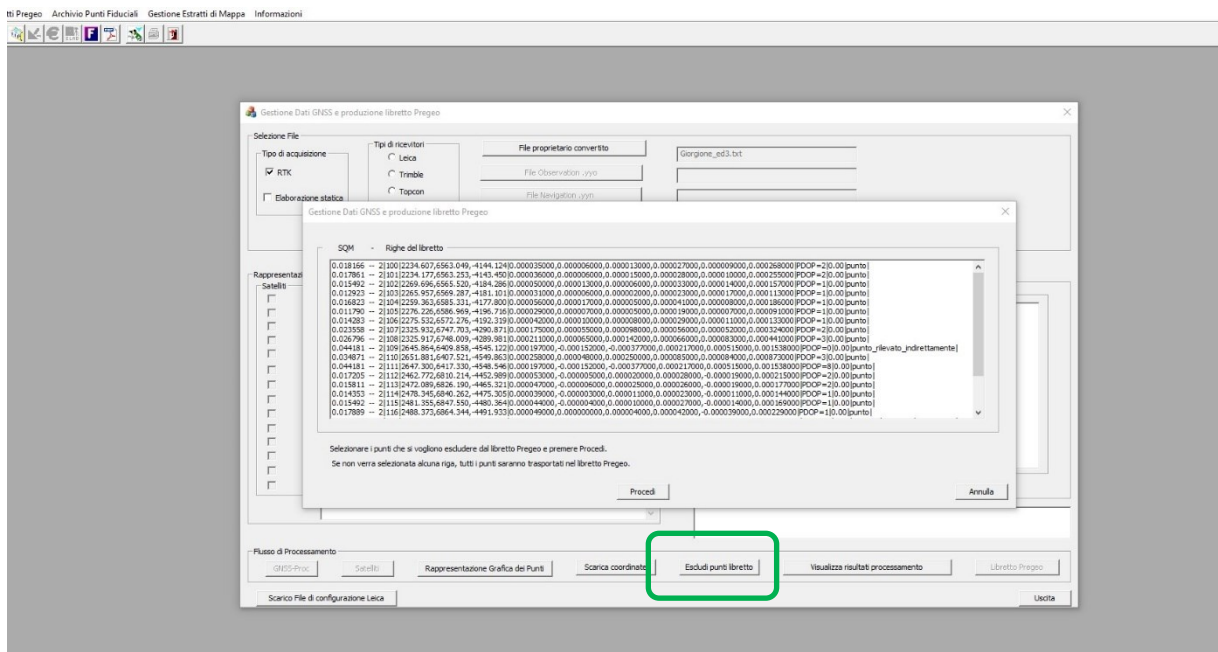 tti Pregeo Archivio Punti Fiduciali Gestione Estratti di Mappa Informazioni
Gestione Dati GNSS e produzione libretto Pregeo
Selezione File
Tipo di acquisizione
RTK
Elaborazione statica
Tipi di ricevitori
Leica
Trimble
Topcon
File proprietario convertito
Giorgione_ed3.txt
File Observation .yyo
File Navigation .yyn
Gestione Dati GNSS e produzione libretto Pregeo
Rappresentazi
Satelliti
SQM - Righe del libretto
0.018166 -- 2|100|2234.607,6563.049,-4144.124|0.000035000,0.000006000,0.000013000,0.000027000,0.000009000,0.000268000|PDOP=2|0.00|punto|
0.017861 -- 2|101|2234.177,6563.253,-4143.450|0.000036000,0.000006000,0.000015000,0.000028000,0.000010000,0.000255000|PDOP=2|0.00|punto|
0.015492 -- 2|102|2269.696,6565.520,-4184.286|0.000050000,0.000013000,0.000006000,0.000033000,0.000014000,0.000157000|PDOP=1|0.00|punto|
0.012923 -- 2|103|2265.957,6569.287,-4181.101|0.000031000,0.000006000,0.000002000,0.000023000,0.000017000,0.000113000|PDOP=1|0.00|punto|
0.016823 -- 2|104|2259.363,6585.331,-4177.800|0.000056000,0.000017000,0.000005000,0.000041000,0.000008000,0.000186000|PDOP=1|0.00|punto|
0.011790 -- 2|105|2276.226,6586.969,-4196.716|0.000029000,0.000007000,0.000005000,0.000019000,0.000007000,0.000091000|PDOP=1|0.00|punto|
0.014283 -- 2|106|2275.532,6572.276,-4192.319|0.000042000,0.000010000,0.000008000,0.000029000,0.000011000,0.000133000|PDOP=1|0.00|punto|
0.023558 -- 2|107|2325.932,6747.703,-4290.871|0.000175000,0.000055000,0.000098000,0.000056000,0.000052000,0.000324000|PDOP=2|0.00|punto|
0.026796 -- 2|108|2325.917,6748.009,-4289.981|0.000211000,0.000065000,0.000142000,0.000066000,0.000083000,0.000441000|PDOP=3|0.00|punto|
0.044181 -- 2|109|2645.864,6409.858,-4545.122|0.000197000,-0.000152000,-0.000377000,0.000217000,0.000515000,0.001538000|PDOP=0|0.00|punto_rilevato_indirettamente|
0.034871 -- 2|110|2651.881,6407.521,-4549.863|0.000258000,0.000048000,0.000250000,0.000085000,0.000084000,0.000873000|PDOP=3|0.00|punto|
0.044181 -- 2|111|2647.300,6417.330,-4548.546|0.000197000,-0.000152000,-0.000377000,0.000217000,0.000515000,0.001538000|PDOP=8|0.00|punto|
0.017205 -- 2|112|2462.772,6810.214,-4452.989|0.000053000,-0.000005000,0.000020000,0.000028000,-0.000019000,0.000215000|PDOP=2|0.00|punto|
0.015811 -- 2|113|2472.089,6826.190,-4465.321|0.000047000,-0.000006000,0.000025000,0.000026000,-0.000019000,0.000177000|PDOP=2|0.00|punto|
0.014353 -- 2|114|2478.345,6840.262,-4475.305|0.000039000,-0.000003000,0.000011000,0.000023000,-0.000011000,0.000144000|PDOP=1|0.00|punto|
0.015492 -- 2|115|2481.355,6847.550,-4480.364|0.000044000,-0.000004000,0.000010000,0.000027000,-0.000014000,0.000169000|PDOP=1|0.00|punto|
0.017889 -- 2|116|2488.373,6864.344,-4491.933|0.000049000,0.000000000,0.000004000,0.000042000,-0.000039000,0.000229000|PDOP=1|0.00|punto|
Selezionare i punti che si vogliono escludere dal libretto Pregeo e premere Procedi.
Se non verra selezionata alcuna riga, tutti i punti saranno trasportati nel libretto Pregeo.
Procedi
Annulla
Flusso di Processamento
GNSS-Proc
Satelliti
Rappresentazione Grafica dei Punti
Scarica coordinate
Escludi punti libretto
Visualizza risultati processamento
Libretto Pregeo
Scarico File di configurazione Leica
Uscita